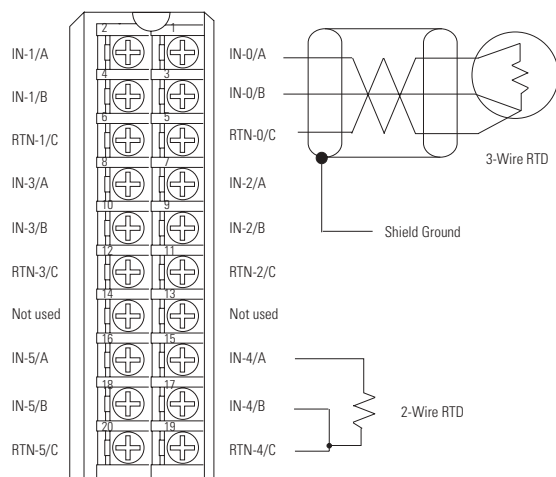 2 1
IN-1/A IN-0/A
4 3
IN-1/B IN-0/B
6 5
RTN-1/C RTN-0/C
3-Wire RTD
8 7
IN-3/A IN-2/A
10 9
IN-3/B IN-2/B
Shield Ground
12 11
RTN-3/C RTN-2/C
14 13
Not used Not used
16 15
IN-5/A IN-4/A
18 17
IN-5/B IN-4/B
2-Wire RTD
20 19
RTN-5/C RTN-4/C